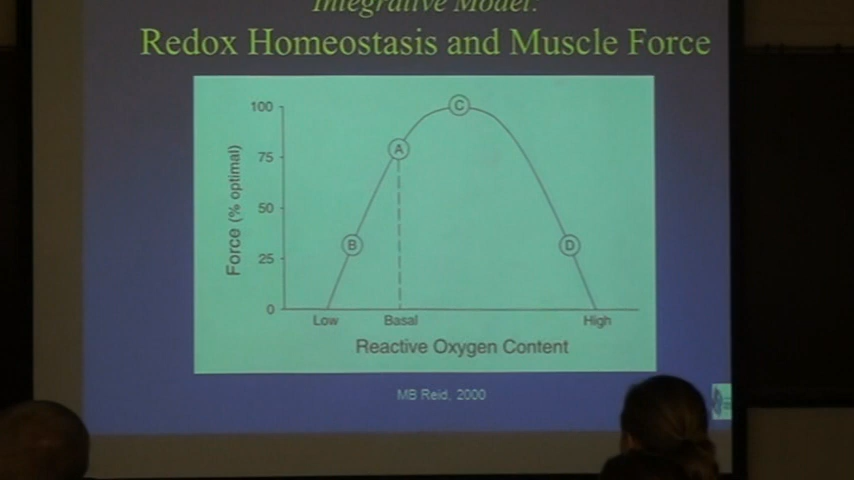 Integrative Model:
Redox Homeostasis and Muscle Force
100
75
50
25
0
Force (% optimal)
A
B
C
D
Low
Basal
High
Reactive Oxygen Content
MB Reid, 2000